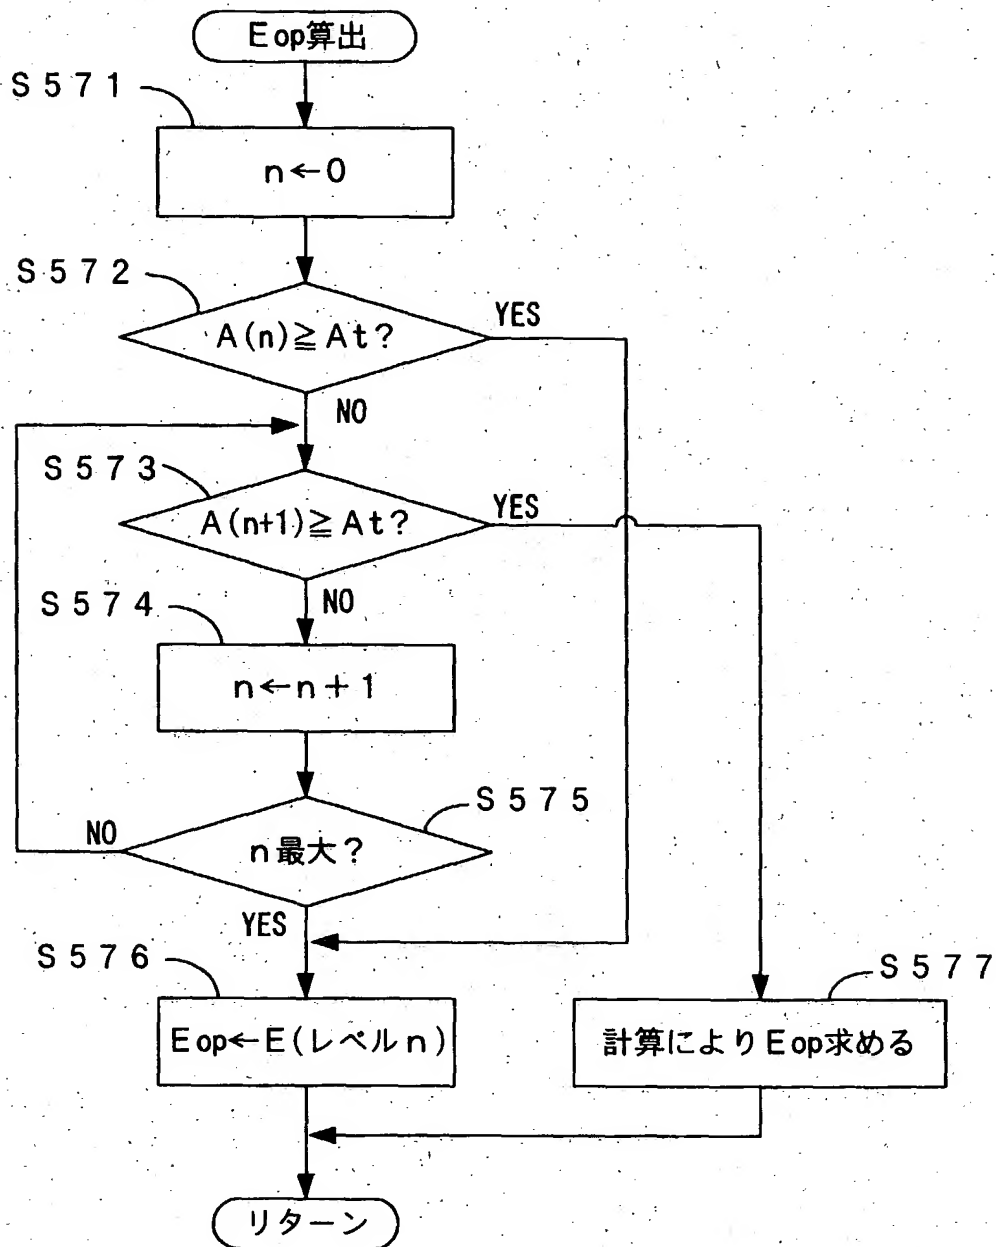 Eop算出
S571
n←0
S572
A(n)≧At?
YES
NO
S573
A(n+1)≧At?
YES
NO
S574
n←n+1
S575
n最大?
NO
YES
S576
Eop←E(レベルn)
S577
計算によりEop求める
リターン